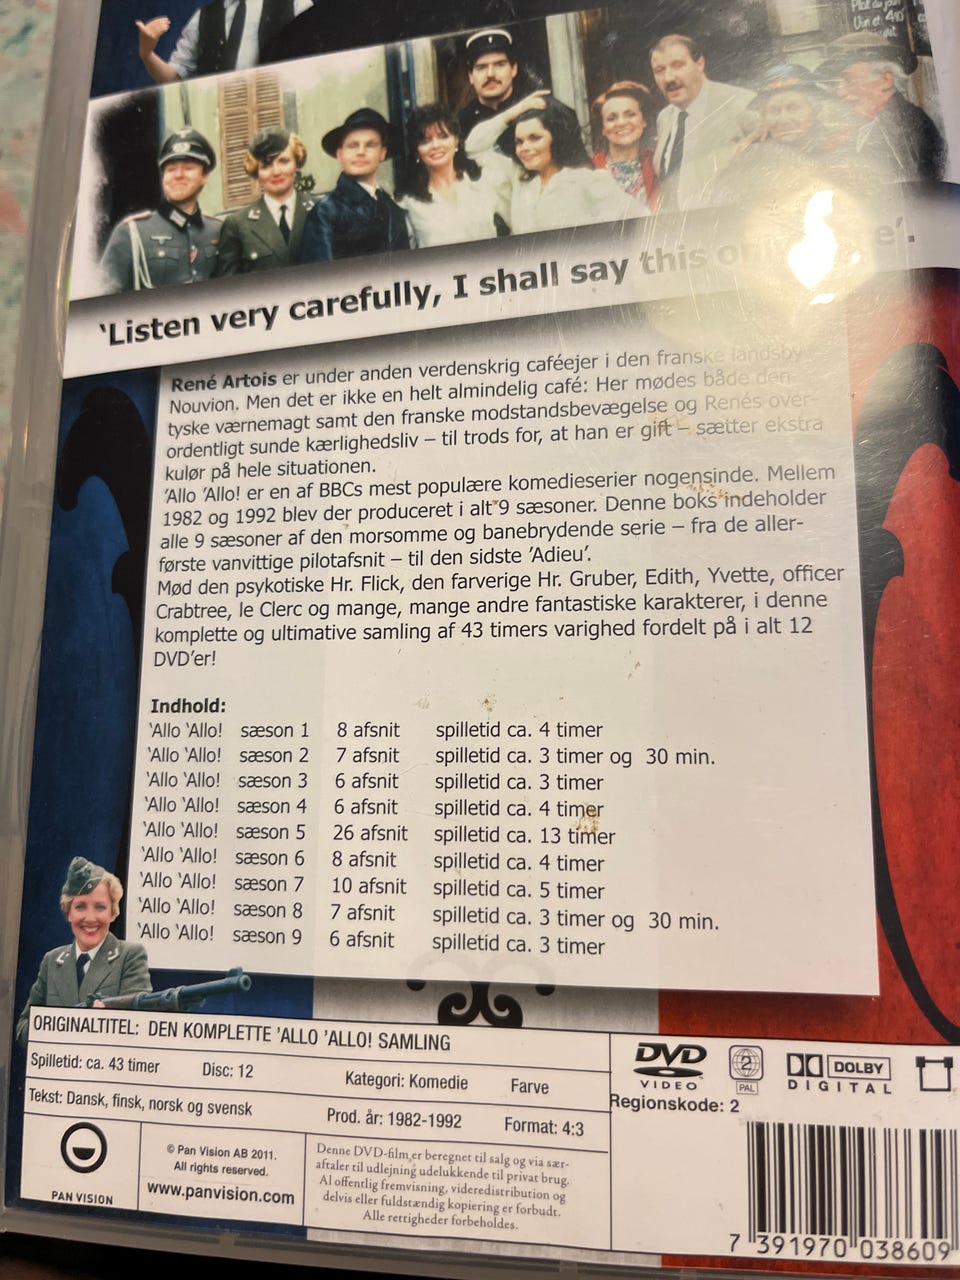 Plat du jour
Vin et
'Listen very carefully, I shall say this on e'.
René Artois er under anden verdenskrig caféejer i den franske landsby
Nouvion. Men det er ikke en helt almindelig café: Her mødes både den
tyske værnemagt samt den franske modstandsbevægelse og Renés over-
ordentligt sunde kærlighedsliv – til trods for, at han er gift – sætter ekstra
kulør på hele situationen.
'Allo 'Allo! er en af BBCs mest populære komedieserier nogensinde. Mellem
1982 og 1992 blev der produceret i alt 9 sæsoner. Denne boks indeholder
alle 9 sæsoner af den morsomme og banebrydende serie – fra de aller-
første vanvittige pilotafsnit – til den sidste 'Adieu'.
Mød den psykotiske Hr. Flick, den farverige Hr. Gruber, Edith, Yvette, officer
Crabtree, le Clerc og mange, mange andre fantastiske karakterer, i denne
komplette og ultimative samling af 43 timers varighed fordelt på i alt 12
DVD'er!
Indhold:
'Allo 'Allo! sæson 1 8 afsnit spilletid ca. 4 timer
'Allo 'Allo! sæson 2 7 afsnit spilletid ca. 3 timer og 30 min.
'Allo 'Allo! sæson 3 6 afsnit spilletid ca. 3 timer
'Allo 'Allo! sæson 4 6 afsnit spilletid ca. 4 timer
'Allo 'Allo! sæson 5 26 afsnit spilletid ca. 13 timer
'Allo 'Allo! sæson 6 8 afsnit spilletid ca. 4 timer
'Allo 'Allo! sæson 7 10 afsnit spilletid ca. 5 timer
'Allo 'Allo! sæson 8 7 afsnit spilletid ca. 3 timer og 30 min.
'Allo 'Allo! sæson 9 6 afsnit spilletid ca. 3 timer
ORIGINALTITEL: DEN KOMPLETTE 'ALLO 'ALLO! SAMLING
Spilletid: ca. 43 timer Disc: 12 Kategori: Komedie Farve
Tekst: Dansk, finsk, norsk og svensk Prod. år: 1982-1992 Format: 4:3
PAN VISION
© Pan Vision AB 2011.
All rights reserved.
www.panvision.com
Denne DVD-film er beregnet til salg og via sær-
aftaler til udlejning udelukkende til privat brug.
Al offentlig fremvisning, videredistribution og
delvis eller fuldstændig kopiering er forbudt.
Alle rettigheder forbeholdes.
DVD
VIDEO
2
PAL
DOLBY
DIGITAL
Regionskode: 2
7 391970 038609